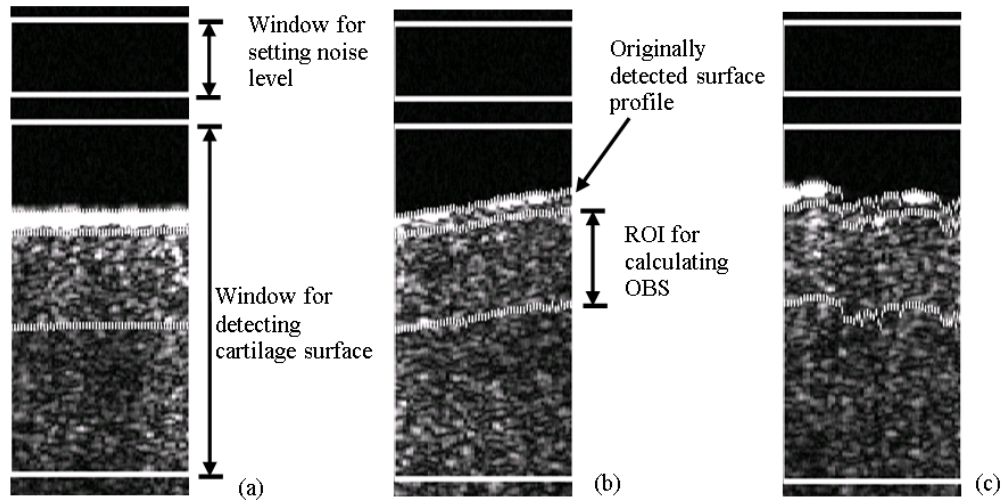 Window for
setting noise
level
Originally
detected surface
profile
ROI for
calculating
OBS
Window for
detecting
cartilage surface
(a)
(b)
(c)